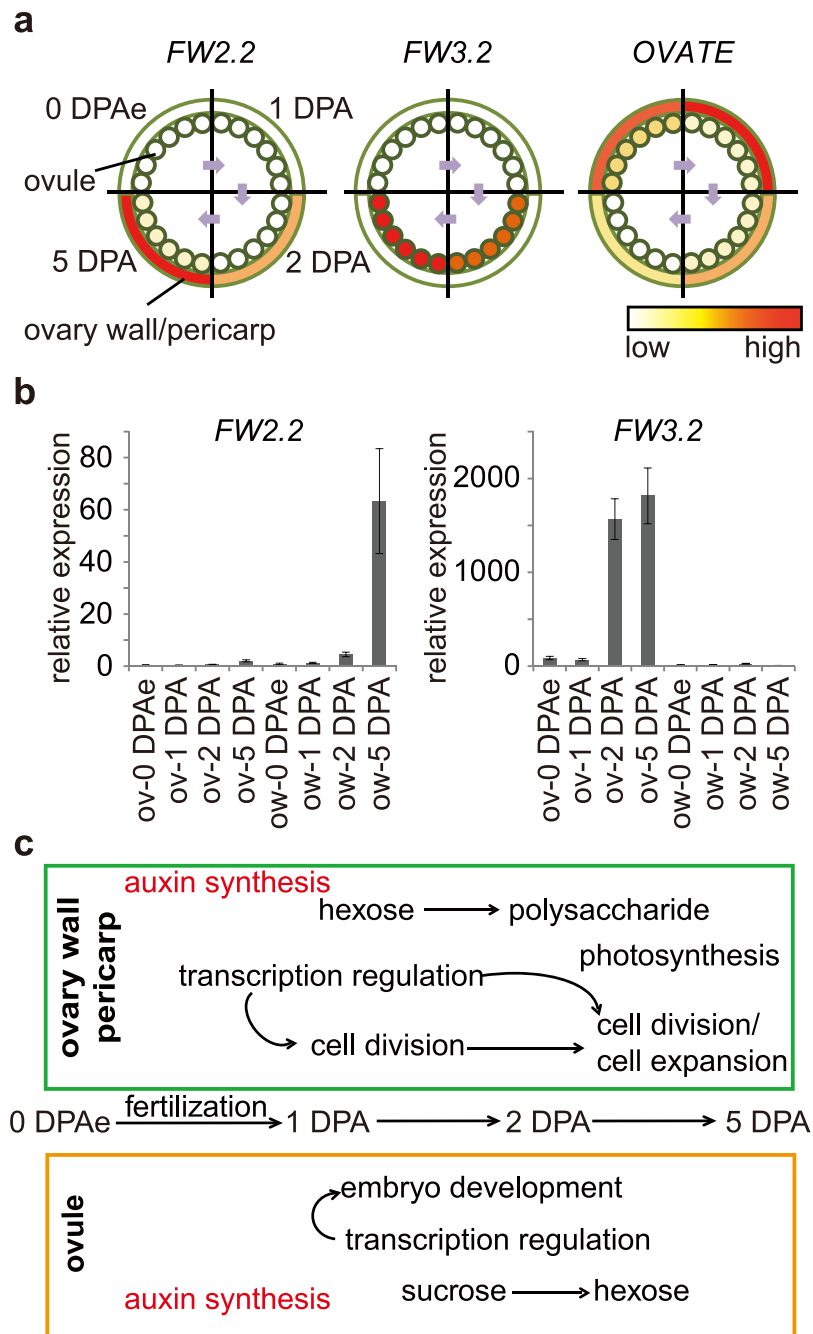 a
FW2.2
FW3.2
OVATE
0 DPAe
1 DPA
ovule
5 DPA
2 DPA
ovary wall/pericarp
low
high
b
FW2.2
relative expression
80
60
40
20
0
ov-0 DPAe
ov-1 DPA
ov-2 DPA
ov-5 DPA
ow-0 DPAe
ow-1 DPA
ow-2 DPA
ow-5 DPA
FW3.2
relative expression
2000
1000
0
ov-0 DPAe
ov-1 DPA
ov-2 DPA
ov-5 DPA
ow-0 DPAe
ow-1 DPA
ow-2 DPA
ow-5 DPA
c
ovary wall
pericarp
auxin synthesis
hexose
polysaccharide
photosynthesis
transcription regulation
cell division
cell division/
cell expansion
0 DPAe
fertilization
1 DPA
2 DPA
5 DPA
ovule
embryo development
transcription regulation
auxin synthesis
sucrose
hexose